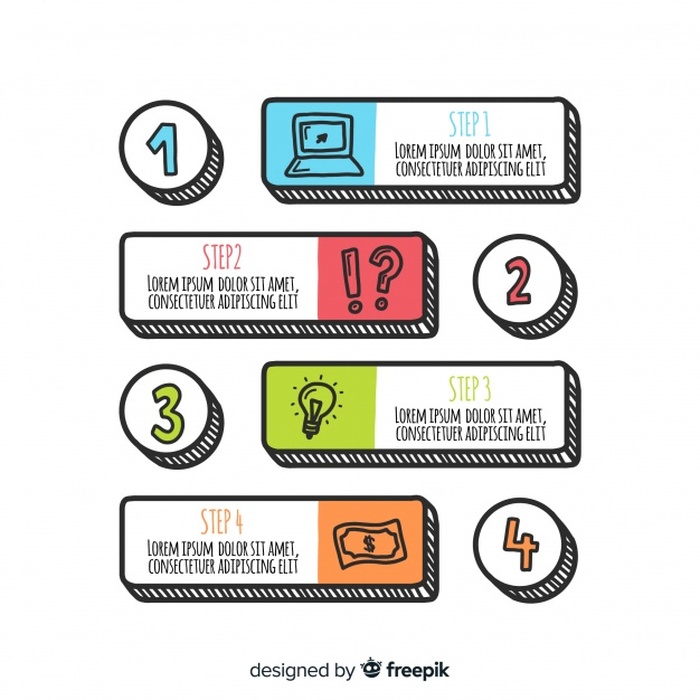 1
STEP 1
LOREM IPSUM DOLOR SIT AMET,
CONSECTETUER ADIPISCING ELIT
STEP2
LOREM IPSUM DOLOR SIT AMET,
CONSECTETUER ADIPISCING ELIT
!?
2
3
STEP 3
LOREM IPSUM DOLOR SIT AMET,
CONSECTETUER ADIPISCING ELIT
STEP 4
LOREM IPSUM DOLOR SIT AMET,
CONSECTETUER ADIPISCING ELIT
$
4
designed by freepik